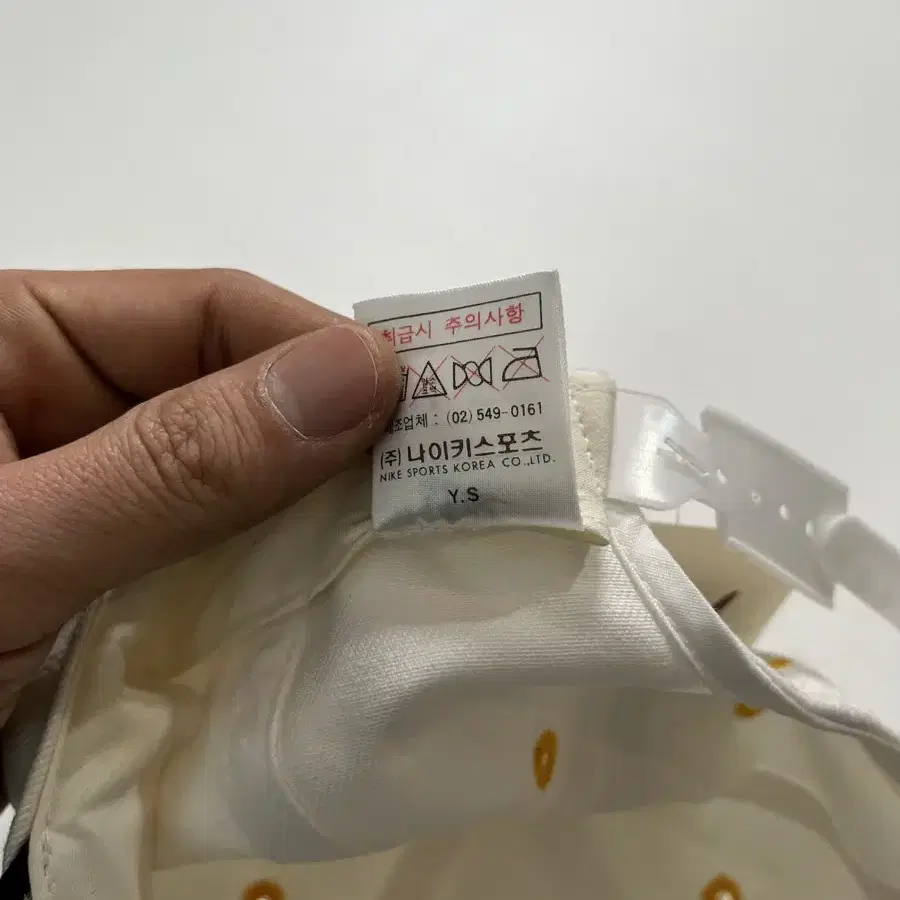 취급시 주의사항
제조업체 : (02) 549-0161
(주) 나이키스포츠
NIKE SPORTS KOREA CO.,LTD.
Y.S